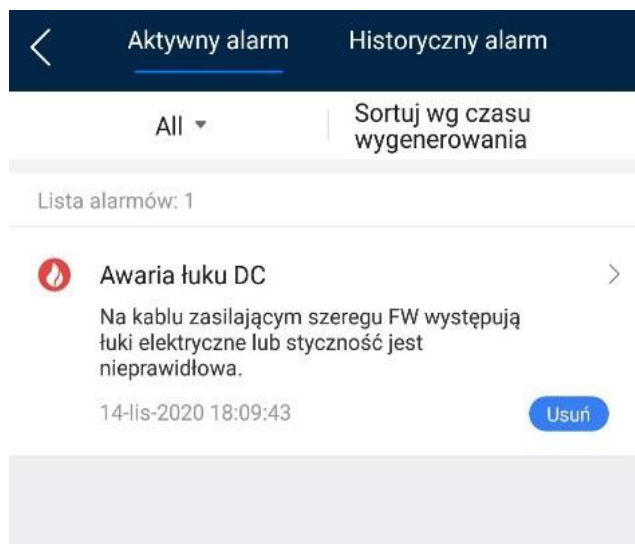 Aktywny alarm
Historyczny alarm
All
Sortuj wg czasu
wygenerowania
Lista alarmów: 1
Awaria łuku DC
Na kablu zasilającym szeregu FW występują
łuki elektryczne lub styczność jest
nieprawidłowa.
14-lis-2020 18:09:43
Usuń